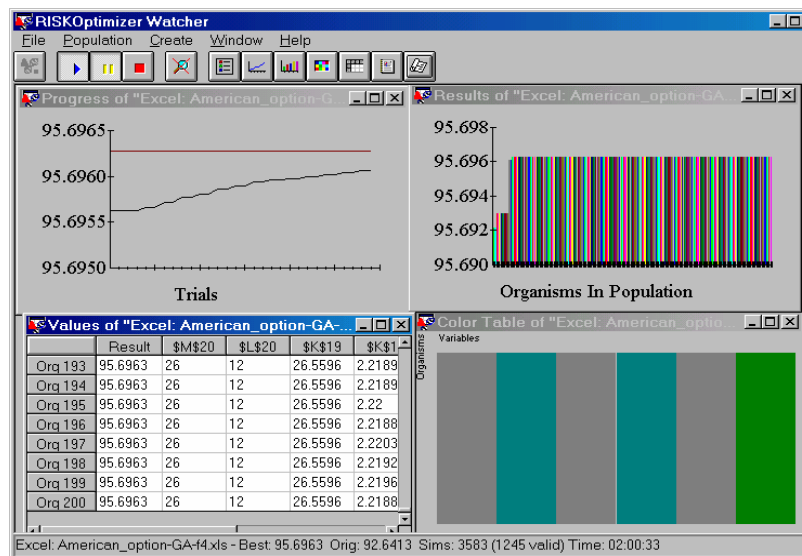 RISKOptimizer Watcher
File Population Create Window Help
Progress of "Excel: American_option-G
95.6965
95.6960
95.6955
95.6950
Trials
Results of "Excel: American_option-GA...
95.698
95.696
95.694
95.692
95.690
Organisms In Population
Values of "Excel: American_option-GA-...
Result $M$20 $L$20 $K$19 $K$1
Org 193 95.6963 26 12 26.5596 2.2189
Org 194 95.6963 26 12 26.5596 2.2189
Org 195 95.6963 26 12 26.5596 2.22
Org 196 95.6963 26 12 26.5596 2.2188
Org 197 95.6963 26 12 26.5596 2.2203
Org 198 95.6963 26 12 26.5596 2.2192
Org 199 95.6963 26 12 26.5596 2.2196
Org 200 95.6963 26 12 26.5596 2.2188
Color Table of "Excel: American_optio...
Variables
Organisms
Excel: American_option-GA-f4.xls - Best: 95.6963 Orig: 92.6413 Sims: 3583 (1245 valid) Time: 02:00:33